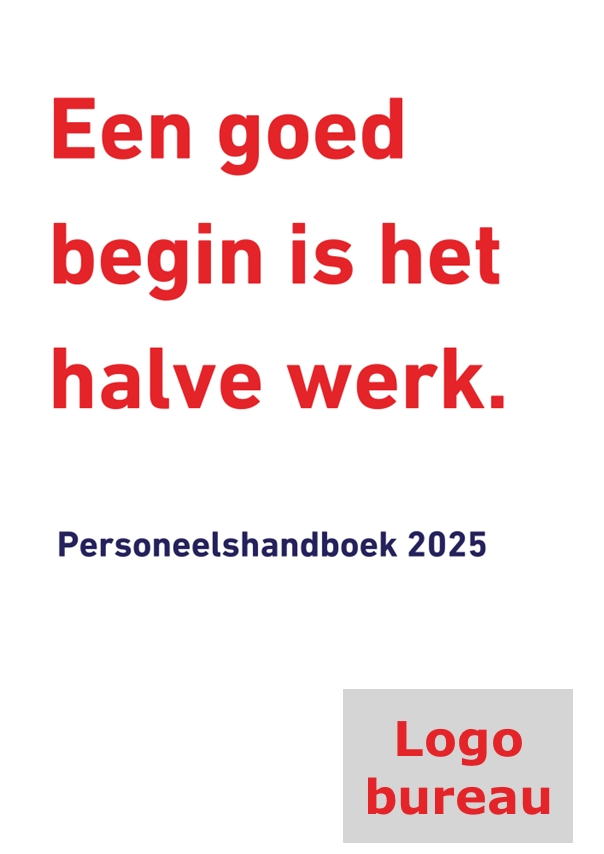 Een goed
begin is het
halve werk.
Personeelshandboek 2025
Logo
bureau